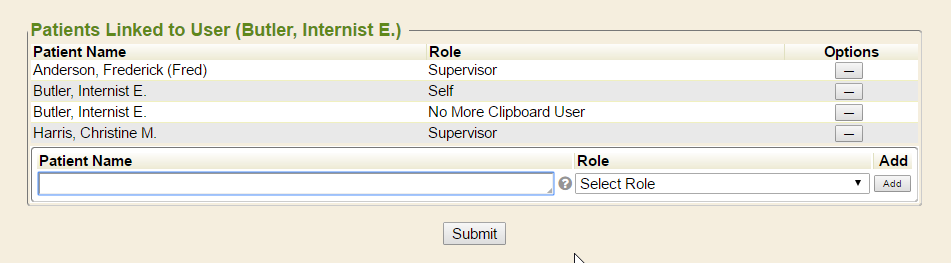 Patients Linked to User (Butler, Internist E.)
Patient Name Role Options
Anderson, Frederick (Fred) Supervisor —
Butler, Internist E. Self —
Butler, Internist E. No More Clipboard User —
Harris, Christine M. Supervisor —
Patient Name Role Add
? Select Role Add
Submit